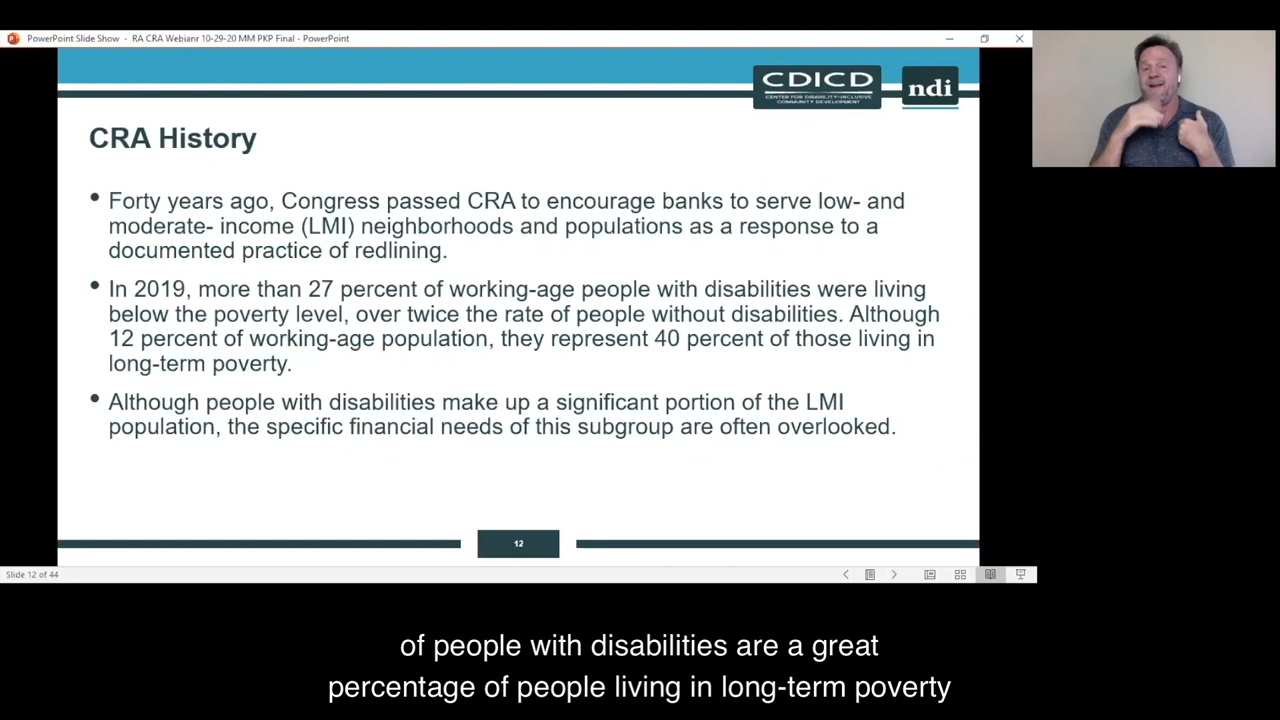 PowerPoint Slide Show - RA CRA Webianr 10-29-20 MM PKP Final - PowerPoint
CDICD
CENTER FOR DISABILITY-INCLUSIVE
COMMUNITY DEVELOPMENT
ndi
CRA History
• Forty years ago, Congress passed CRA to encourage banks to serve low- and
moderate- income (LMI) neighborhoods and populations as a response to a
documented practice of redlining.
• In 2019, more than 27 percent of working-age people with disabilities were living
below the poverty level, over twice the rate of people without disabilities. Although
12 percent of working-age population, they represent 40 percent of those living in
long-term poverty.
• Although people with disabilities make up a significant portion of the LMI
population, the specific financial needs of this subgroup are often overlooked.
12
Slide 12 of 44
of people with disabilities are a great
percentage of people living in long-term poverty